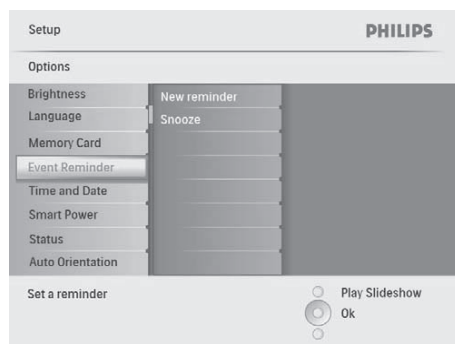 Setup
PHILIPS
Options
Brightness
New reminder
Language
Snooze
Memory Card
Event Reminder
Time and Date
Smart Power
Status
Auto Orientation
Set a reminder
Play Slideshow
Ok